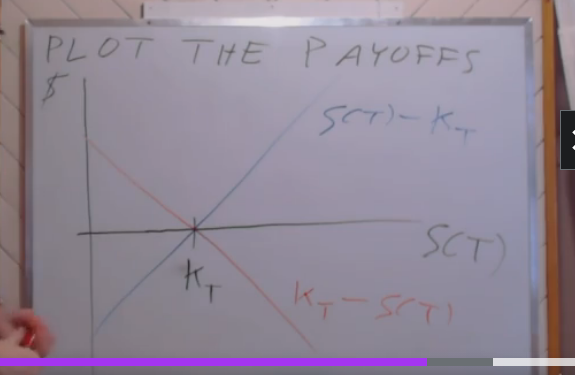 PLOT THE PAYOFFS
$
S(T) - K_T
S(T)
K_T
K_T - S(T)